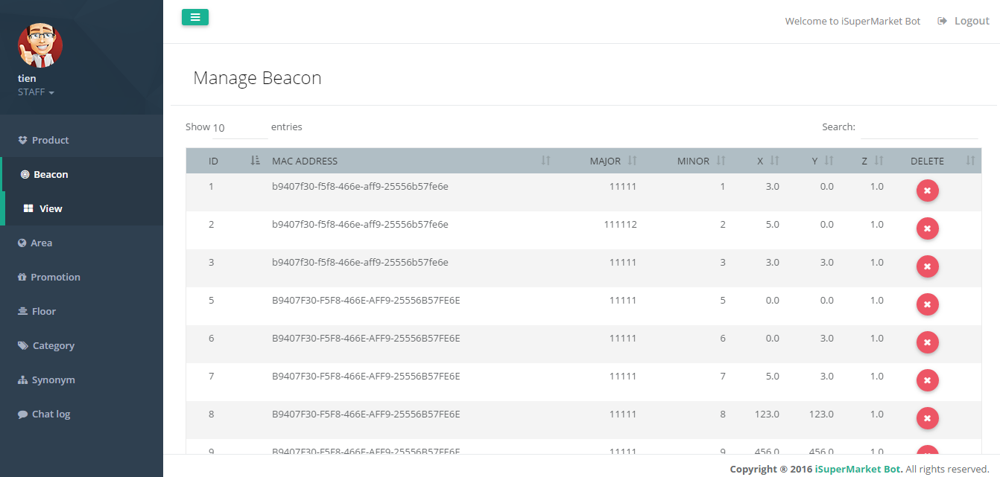 Welcome to iSuperMarket Bot Logout
tien
STAFF
Product
Beacon
View
Area
Promotion
Floor
Category
Synonym
Chat log
Manage Beacon
Show 10 entries Search:
ID MAC ADDRESS MAJOR MINOR X Y Z DELETE
1 b9407f30-f5f8-466e-aff9-25556b57fe6e 11111 1 3.0 0.0 1.0
2 b9407f30-f5f8-466e-aff9-25556b57fe6e 111112 2 5.0 0.0 1.0
3 b9407f30-f5f8-466e-aff9-25556b57fe6e 11111 3 3.0 3.0 1.0
5 B9407F30-F5F8-466E-AFF9-25556B57FE6E 11111 5 0.0 0.0 1.0
6 B9407F30-F5F8-466E-AFF9-25556B57FE6E 11111 6 0.0 3.0 1.0
7 B9407F30-F5F8-466E-AFF9-25556B57FE6E 11111 7 5.0 3.0 1.0
8 B9407F30-F5F8-466E-AFF9-25556B57FE6E 11111 8 123.0 123.0 1.0
9 B9407F30-F5F8-466E-AFF9-25556B57FE6E 11111 9 456.0 456.0 1.0
Copyright ® 2016 iSuperMarket Bot. All rights reserved.